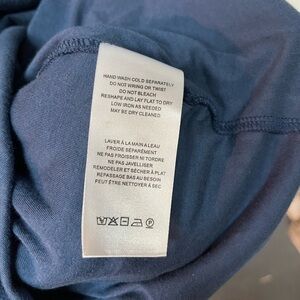 HAND WASH COLD SEPARATELY
DO NOT WRING OR TWIST
DO NOT BLEACH
RESHAPE AND LAY FLAT TO DRY
LOW IRON AS NEEDED
MAY BE DRY CLEANED
LAVER À LA MAIN A L'EAU
FROIDE SÉPARÉMENT
NE PAS FROISSER NI TORDRE
NE PAS JAVELLISER
REMODELER ET SÉCHER À PLAT
REPASSAGE BAS AU BESOIN
PEUT NETTOYER À SEC
P